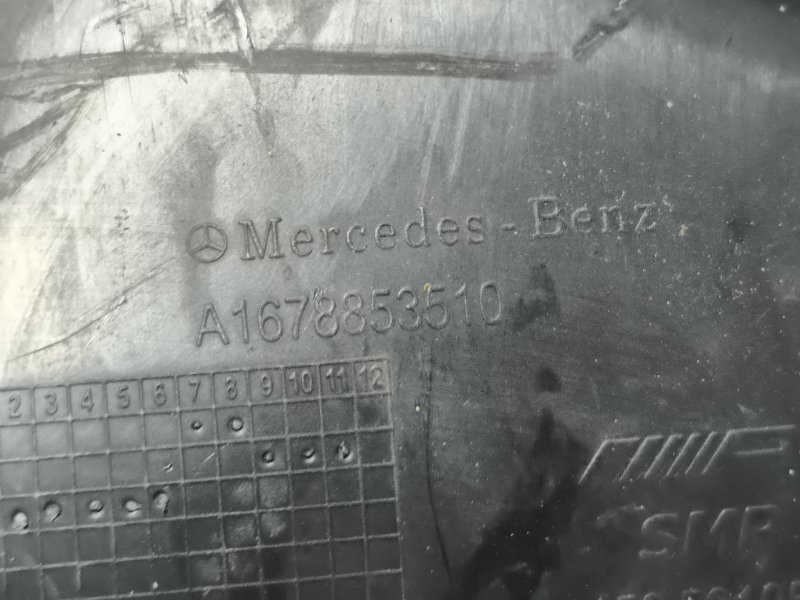 Mercedes-Benz
A1678853510
2 3 4 5 6 7 8 9 10 11 12
SMP